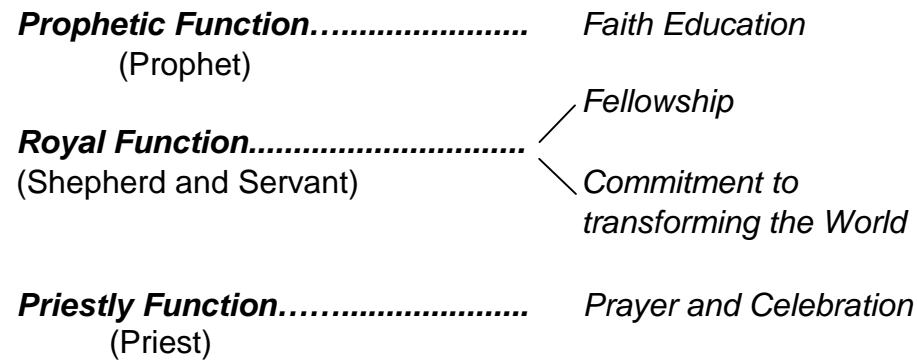 Prophetic Function…..................... Faith Education
(Prophet)
Fellowship
Royal Function...............................
(Shepherd and Servant) Commitment to
transforming the World
Priestly Function……..................... Prayer and Celebration
(Priest)